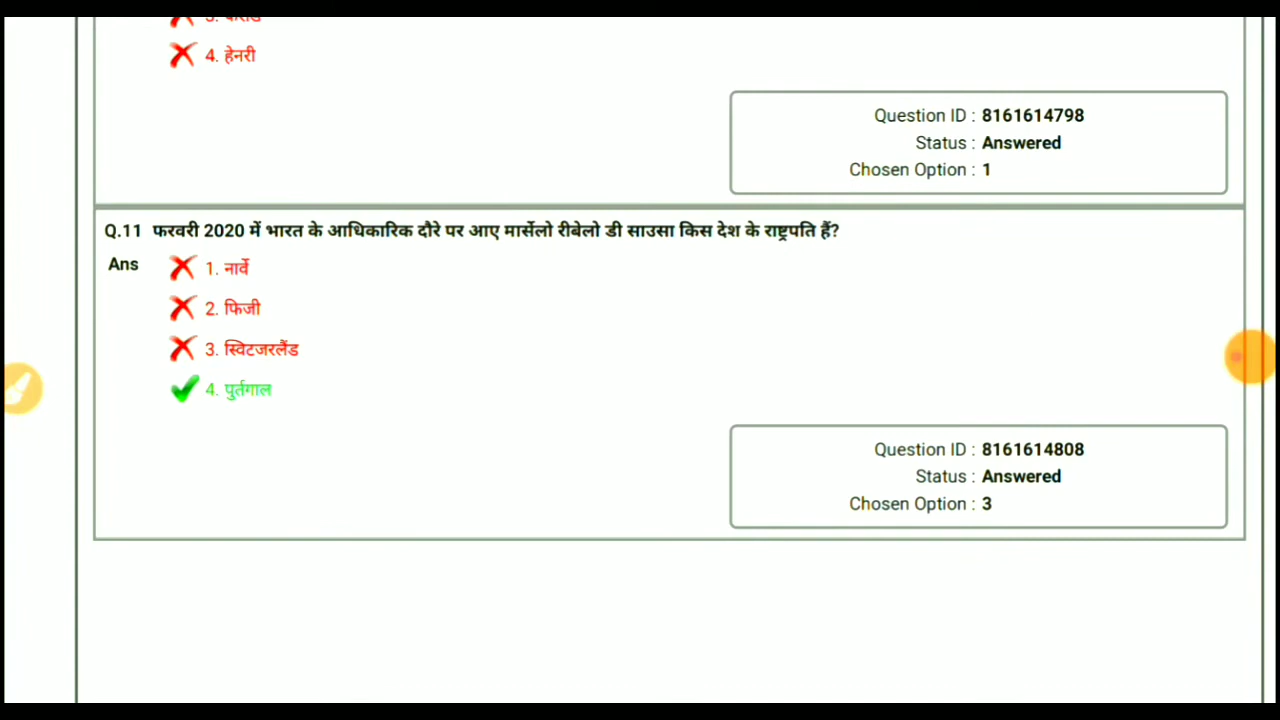 4. हेनरी
Question ID : 8161614798
Status : Answered
Chosen Option : 1
Q.11 फरवरी 2020 में भारत के आधिकारिक दौरे पर आए मार्सेलो रीबेलो डी साउसा किस देश के राष्ट्रपति हैं?
Ans 1. नार्वे
2. फिजी
3. स्विटजरलैंड
4. पुर्तगाल
Question ID : 8161614808
Status : Answered
Chosen Option : 3